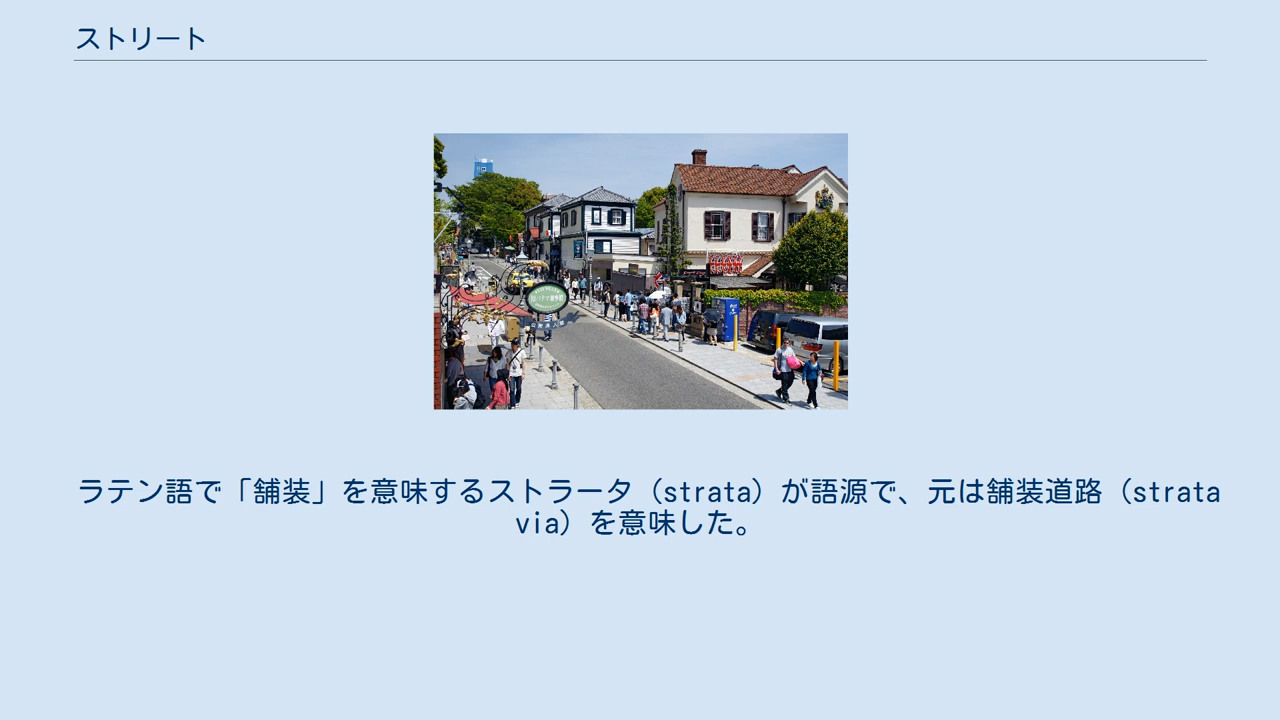 ストリート
ラテン語で「舗装」を意味するストラータ（strata）が語源で、元は舗装道路（strata
via）を意味した。